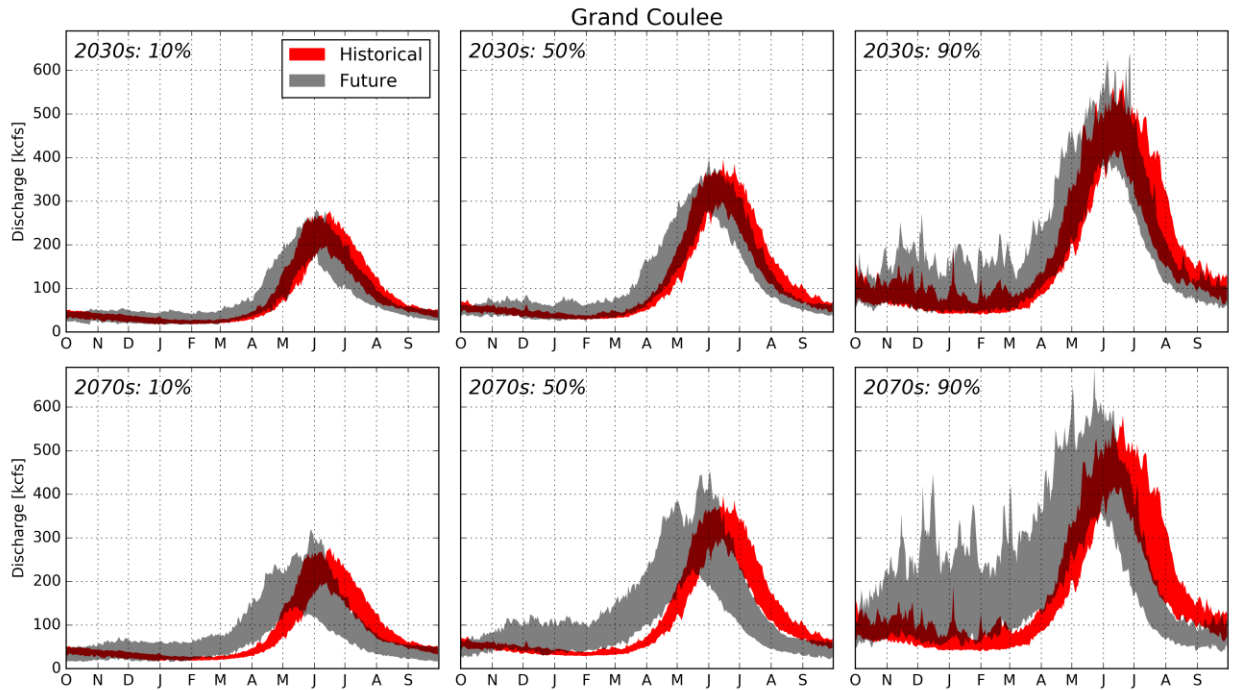 Grand Coulee
2030s: 10%
Historical
Future
2030s: 50%
2030s: 90%
Discharge [kcfs]
600
500
400
300
200
100
0
O N D J F M A M J J A S
O N D J F M A M J J A S
O N D J F M A M J J A S
2070s: 10%
2070s: 50%
2070s: 90%
Discharge [kcfs]
600
500
400
300
200
100
0
O N D J F M A M J J A S
O N D J F M A M J J A S
O N D J F M A M J J A S